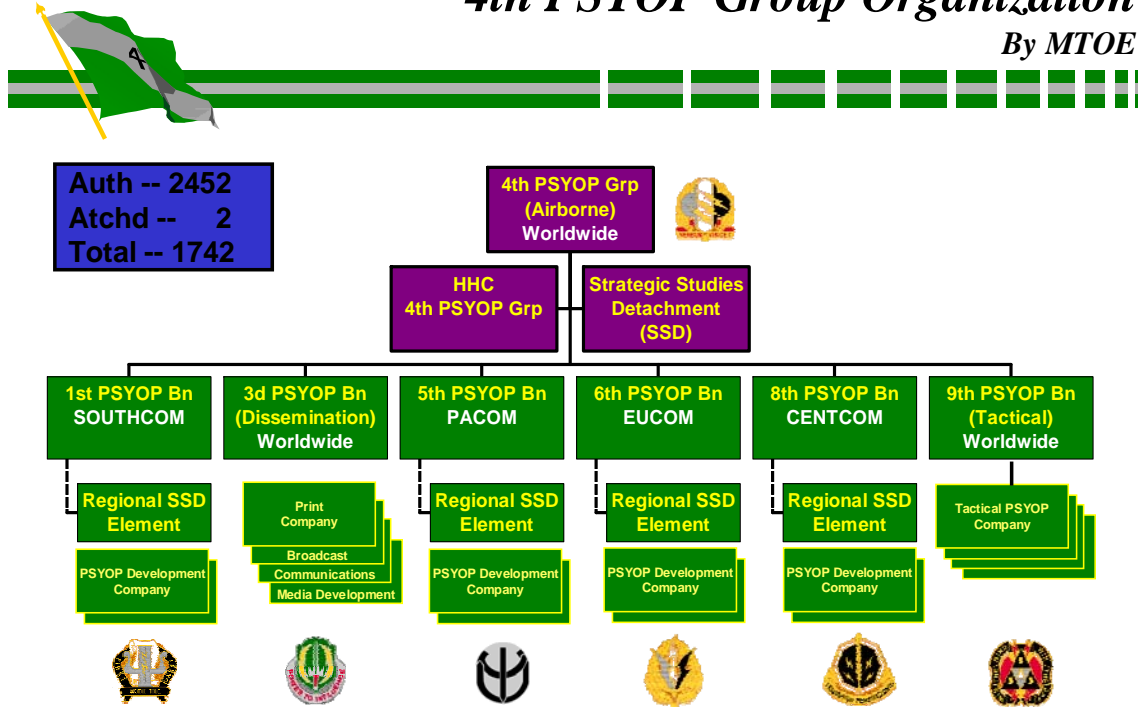 4th PSYOP Group Organization
By MTOE
4
Auth -- 2452
Atchd -- 2
Total -- 1742
4th PSYOP Grp
(Airborne)
Worldwide
HHC
4th PSYOP Grp
Strategic Studies
Detachment
(SSD)
1st PSYOP Bn
SOUTHCOM
3d PSYOP Bn
(Dissemination)
Worldwide
5th PSYOP Bn
PACOM
6th PSYOP Bn
EUCOM
8th PSYOP Bn
CENTCOM
9th PSYOP Bn
(Tactical)
Worldwide
Regional SSD
Element
PSYOP Development
Company
Print
Company
Broadcast
Communications
Media Development
Regional SSD
Element
PSYOP Development
Company
Regional SSD
Element
PSYOP Development
Company
Regional SSD
Element
PSYOP Development
Company
Tactical PSYOP
Company
POWER TO INFLUENCE